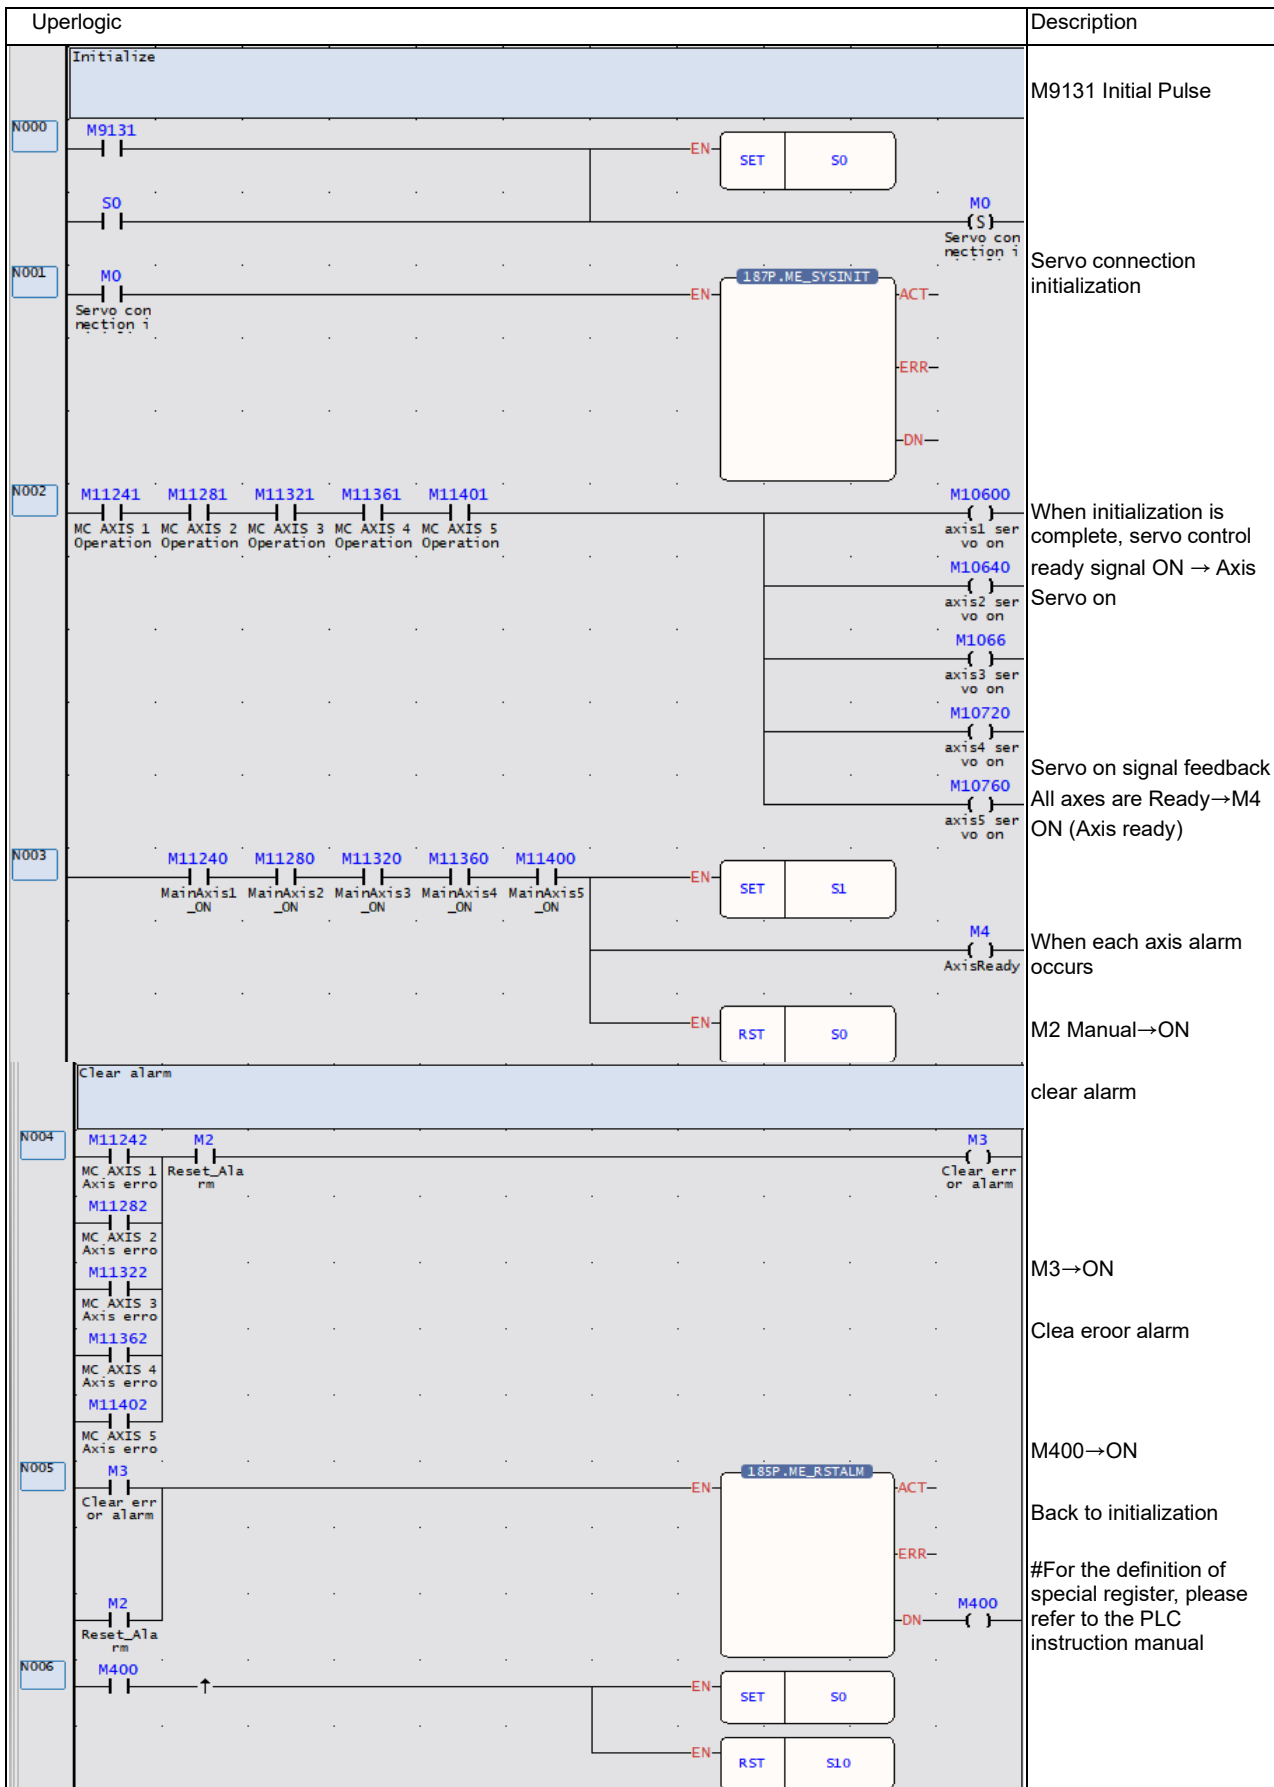 Uperlogic
Description
Initialize
M9131 Initial Pulse
N000
M9131
EN
SET S0
S0
M0
(S)
Servo con
nection i
Servo connection
initialization
N001
M0
Servo con
nection i
EN
187P.ME_SYSINIT
ACT
ERR
DN
N002
M11241 M11281 M11321 M11361 M11401
MC AXIS 1 MC AXIS 2 MC AXIS 3 MC AXIS 4 MC AXIS 5
Operation Operation Operation Operation Operation
M10600
axis1 ser
vo on
M10640
axis2 ser
vo on
M1066
axis3 ser
vo on
M10720
axis4 ser
vo on
M10760
axis5 ser
vo on
When initialization is
complete, servo control
ready signal ON → Axis
Servo on
Servo on signal feedback
All axes are Ready→M4
ON (Axis ready)
N003
M11240 M11280 M11320 M11360 M11400
MainAxis1 MainAxis2 MainAxis3 MainAxis4 MainAxis5
_ON _ON _ON _ON _ON
EN
SET S1
M4
AxisReady
EN
RST S0
When each axis alarm
occurs
M2 Manual→ON
clear alarm
Clear alarm
N004
M11242 M2
MC AXIS 1 Reset_Ala
Axis erro rm
M3
Clear err
or alarm
M11282
MC AXIS 2
Axis erro
M11322
MC AXIS 3
Axis erro
M11362
MC AXIS 4
Axis erro
M11402
MC AXIS 5
Axis erro
M3→ON
Clea eroor alarm
M400→ON
N005
M3
Clear err
or alarm
EN
185P.ME_RSTALM
ACT
ERR
DN
M400
M2
Reset_Ala
rm
Back to initialization
#For the definition of
special register, please
refer to the PLC
instruction manual
N006
M400
↑
EN
SET S0
EN
RST S10